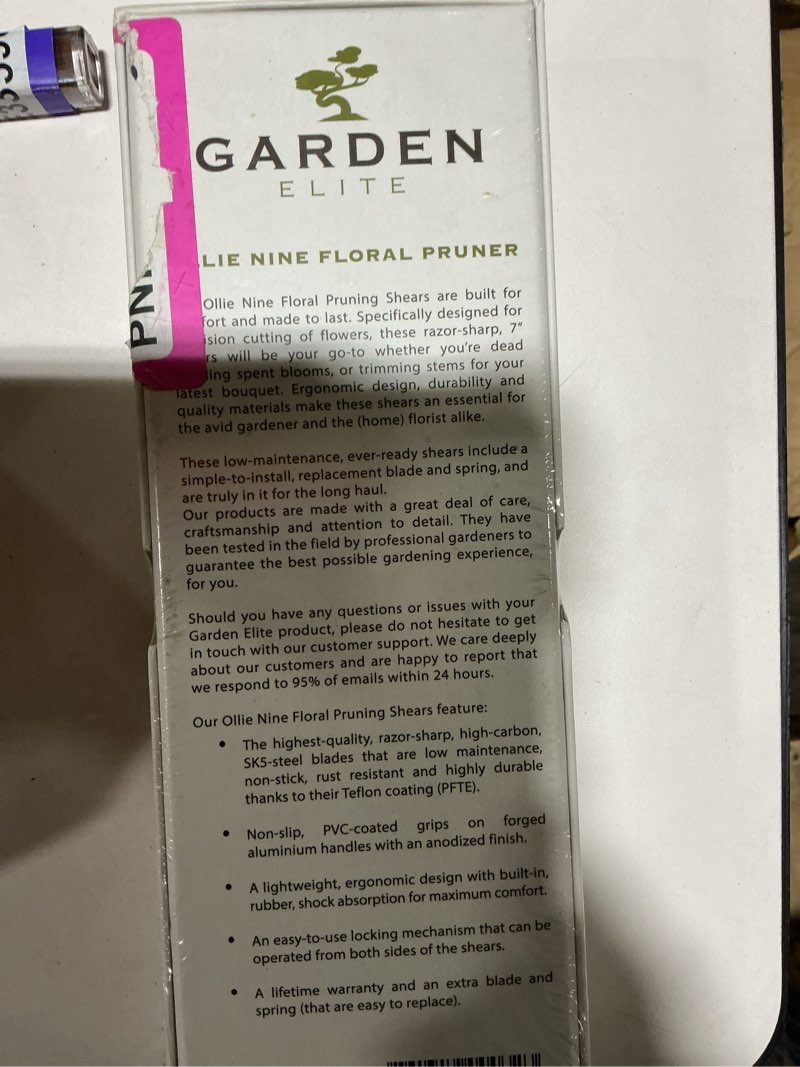 GARDEN
ELITE
LIE NINE FLORAL PRUNER
Ollie Nine Floral Pruning Shears are built for
fort and made to last. Specifically designed for
ision cutting of flowers, these razor-sharp, 7"
rs will be your go-to whether you're dead
ing spent blooms, or trimming stems for your
latest bouquet. Ergonomic design, durability and
quality materials make these shears an essential for
the avid gardener and the (home) florist alike.
These low-maintenance, ever-ready shears include a
simple-to-install, replacement blade and spring, and
are truly in it for the long haul.
Our products are made with a great deal of care,
craftsmanship and attention to detail. They have
been tested in the field by professional gardeners to
guarantee the best possible gardening experience,
for you.
Should you have any questions or issues with your
Garden Elite product, please do not hesitate to get
in touch with our customer support. We care deeply
about our customers and are happy to report that
we respond to 95% of emails within 24 hours.
Our Ollie Nine Floral Pruning Shears feature:
• The highest-quality, razor-sharp, high-carbon,
SK5-steel blades that are low maintenance,
non-stick, rust resistant and highly durable
thanks to their Teflon coating (PFTE).
• Non-slip, PVC-coated grips on forged
aluminium handles with an anodized finish.
• A lightweight, ergonomic design with built-in,
rubber, shock absorption for maximum comfort.
• An easy-to-use locking mechanism that can be
operated from both sides of the shears.
• A lifetime warranty and an extra blade and
spring (that are easy to replace).